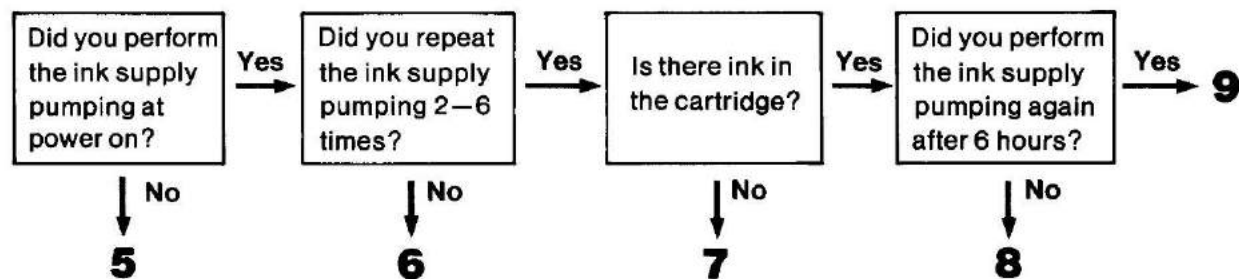 Did you perform
the ink supply
pumping at
power on?
Yes
No
5
Did you repeat
the ink supply
pumping 2—6
times?
Yes
No
6
Is there ink in
the cartridge?
Yes
No
7
Did you perform
the ink supply
pumping again
after 6 hours?
Yes
No
8
9